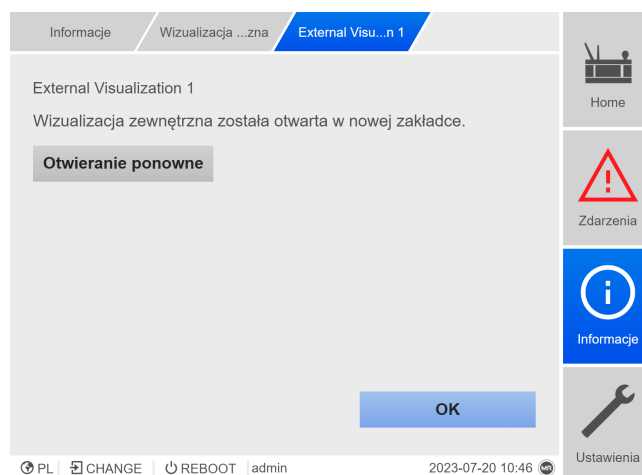 Informacje
Wizualizacja ...zna
External Visu...n 1
External Visualization 1
Wizualizacja zewnętrzna została otwarta w nowej zakładce.
Otwieranie ponowne
OK
Home
Zdarzenia
Informacje
Ustawienia
PL CHANGE REBOOT admin 2023-07-20 10:46 MR